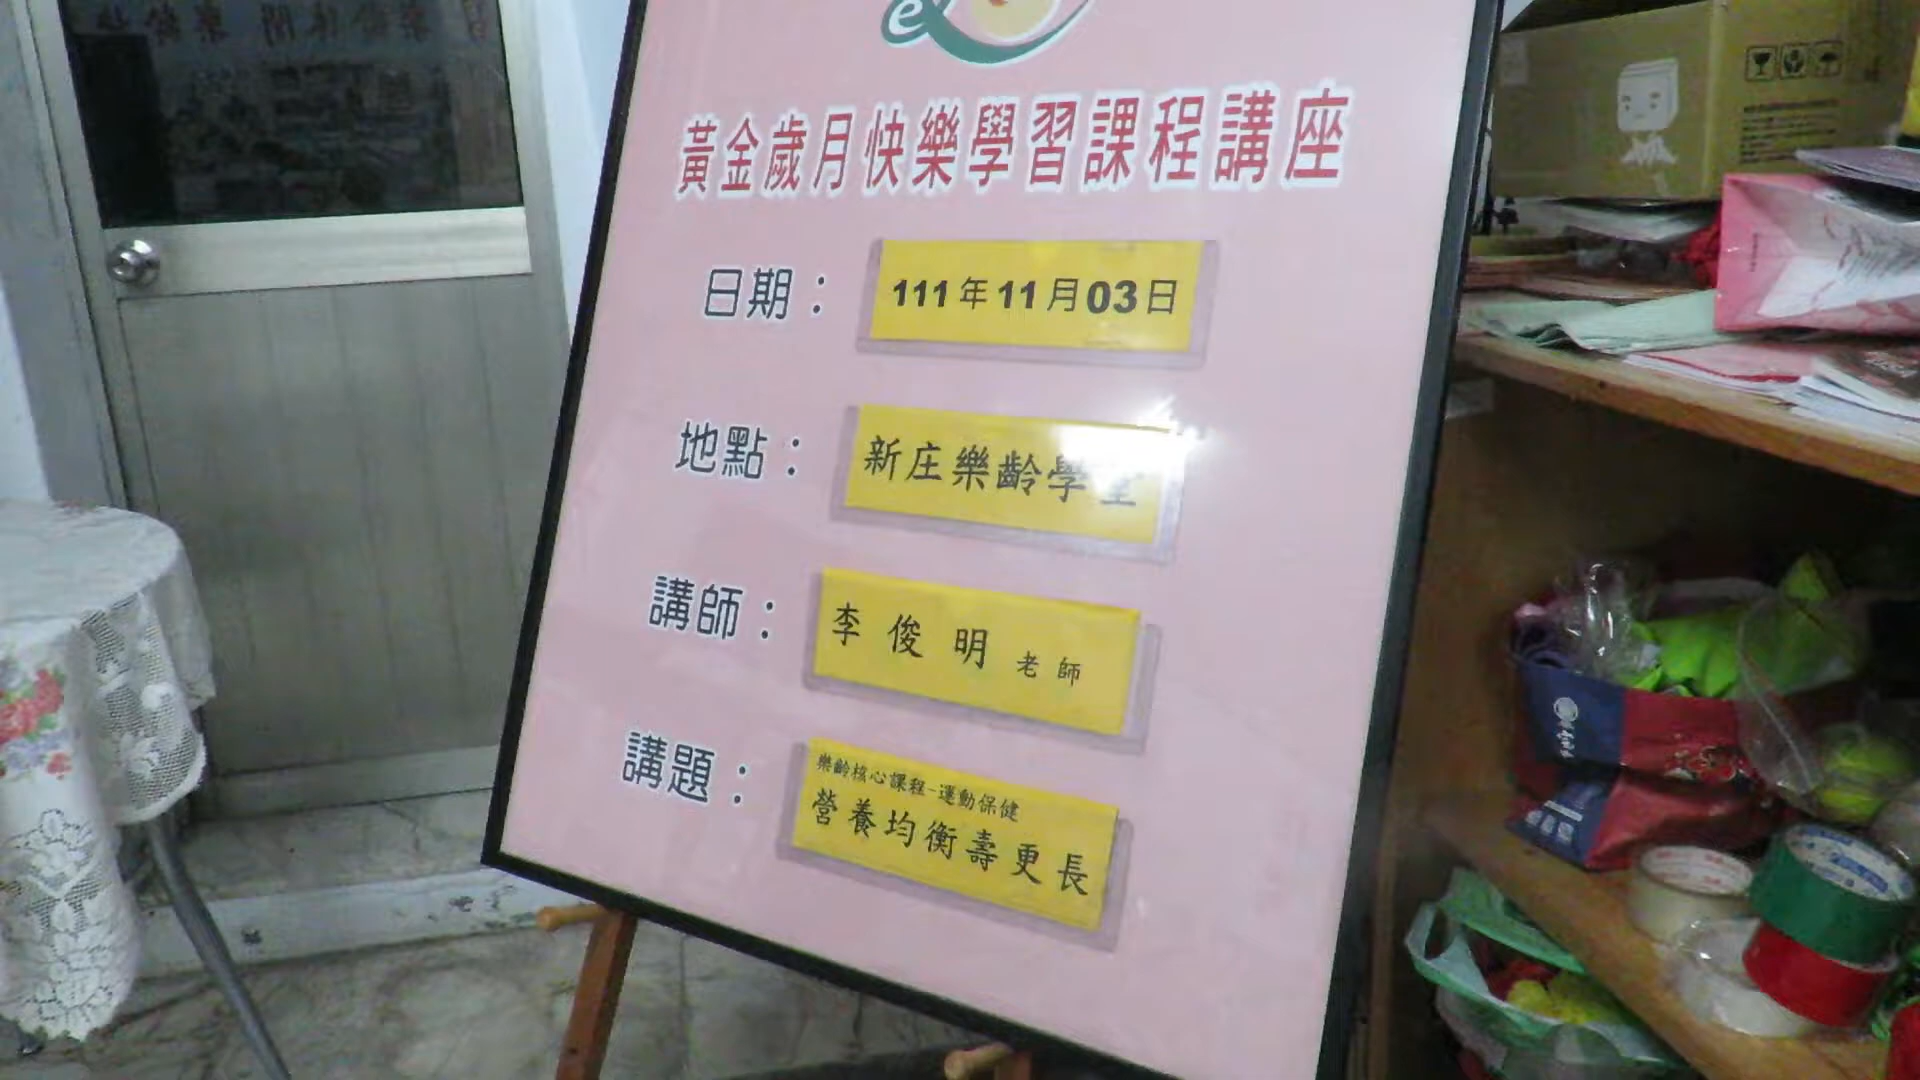 黃金歲月快樂學習課程講座
日期：111年11月03日
地點：新庄樂齡學堂
講師：李俊明老師
講題：樂齡核心課程-運動保健
營養均衡壽更長